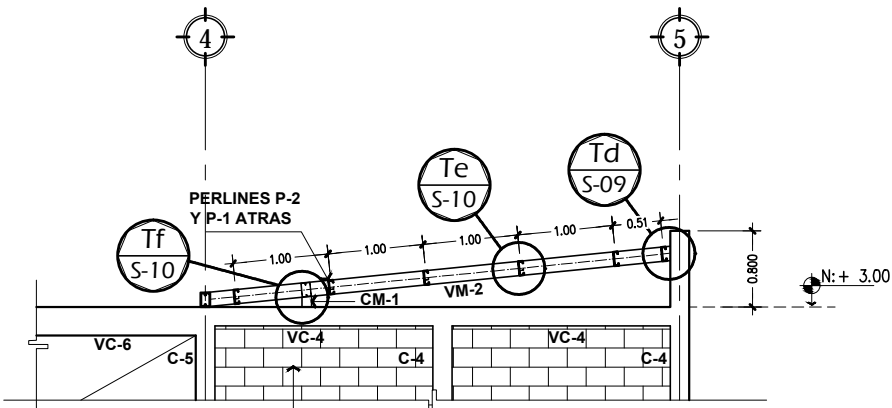 4
5
Td
S-09
Te
S-10
PERLINES P-2
Y P-1 ATRAS
Tf
S-10
1.00
1.00
1.00
1.00
0.51
0.800
N:+ 3.00
CM-1
VM-2
VC-6
C-5
VC-4
C-4
VC-4
C-4